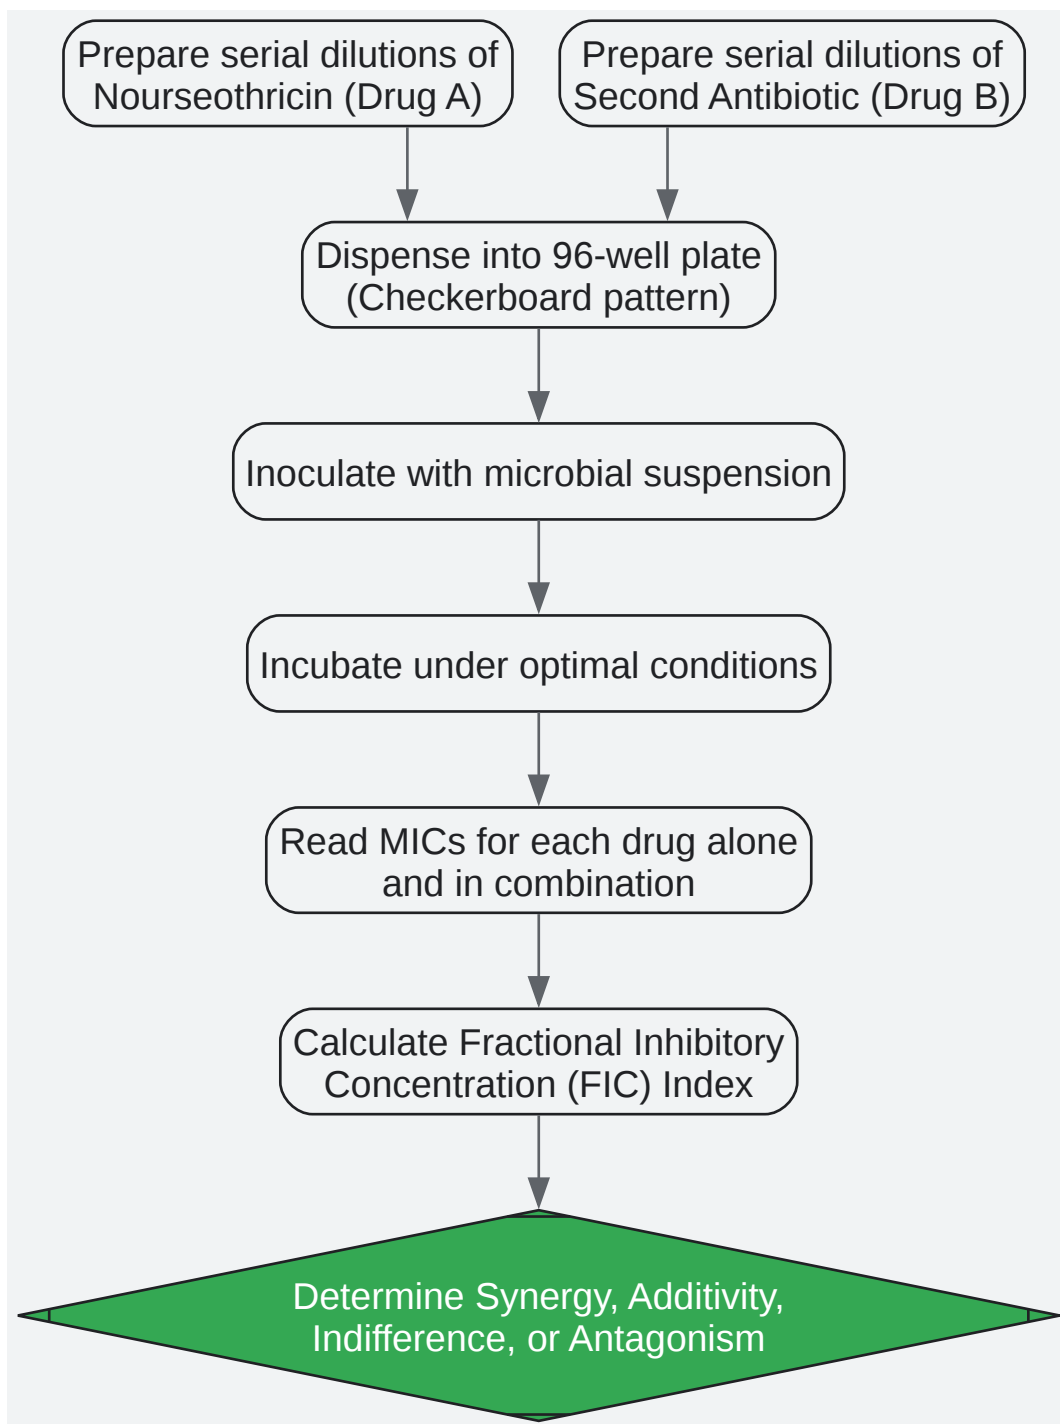 Prepare serial dilutions of
Nourseothricin (Drug A)
Prepare serial dilutions of
Second Antibiotic (Drug B)
Dispense into 96-well plate
(Checkerboard pattern)
Inoculate with microbial suspension
Incubate under optimal conditions
Read MICs for each drug alone
and in combination
Calculate Fractional Inhibitory
Concentration (FIC) Index
Determine Synergy, Additivity,
Indifference, or Antagonism